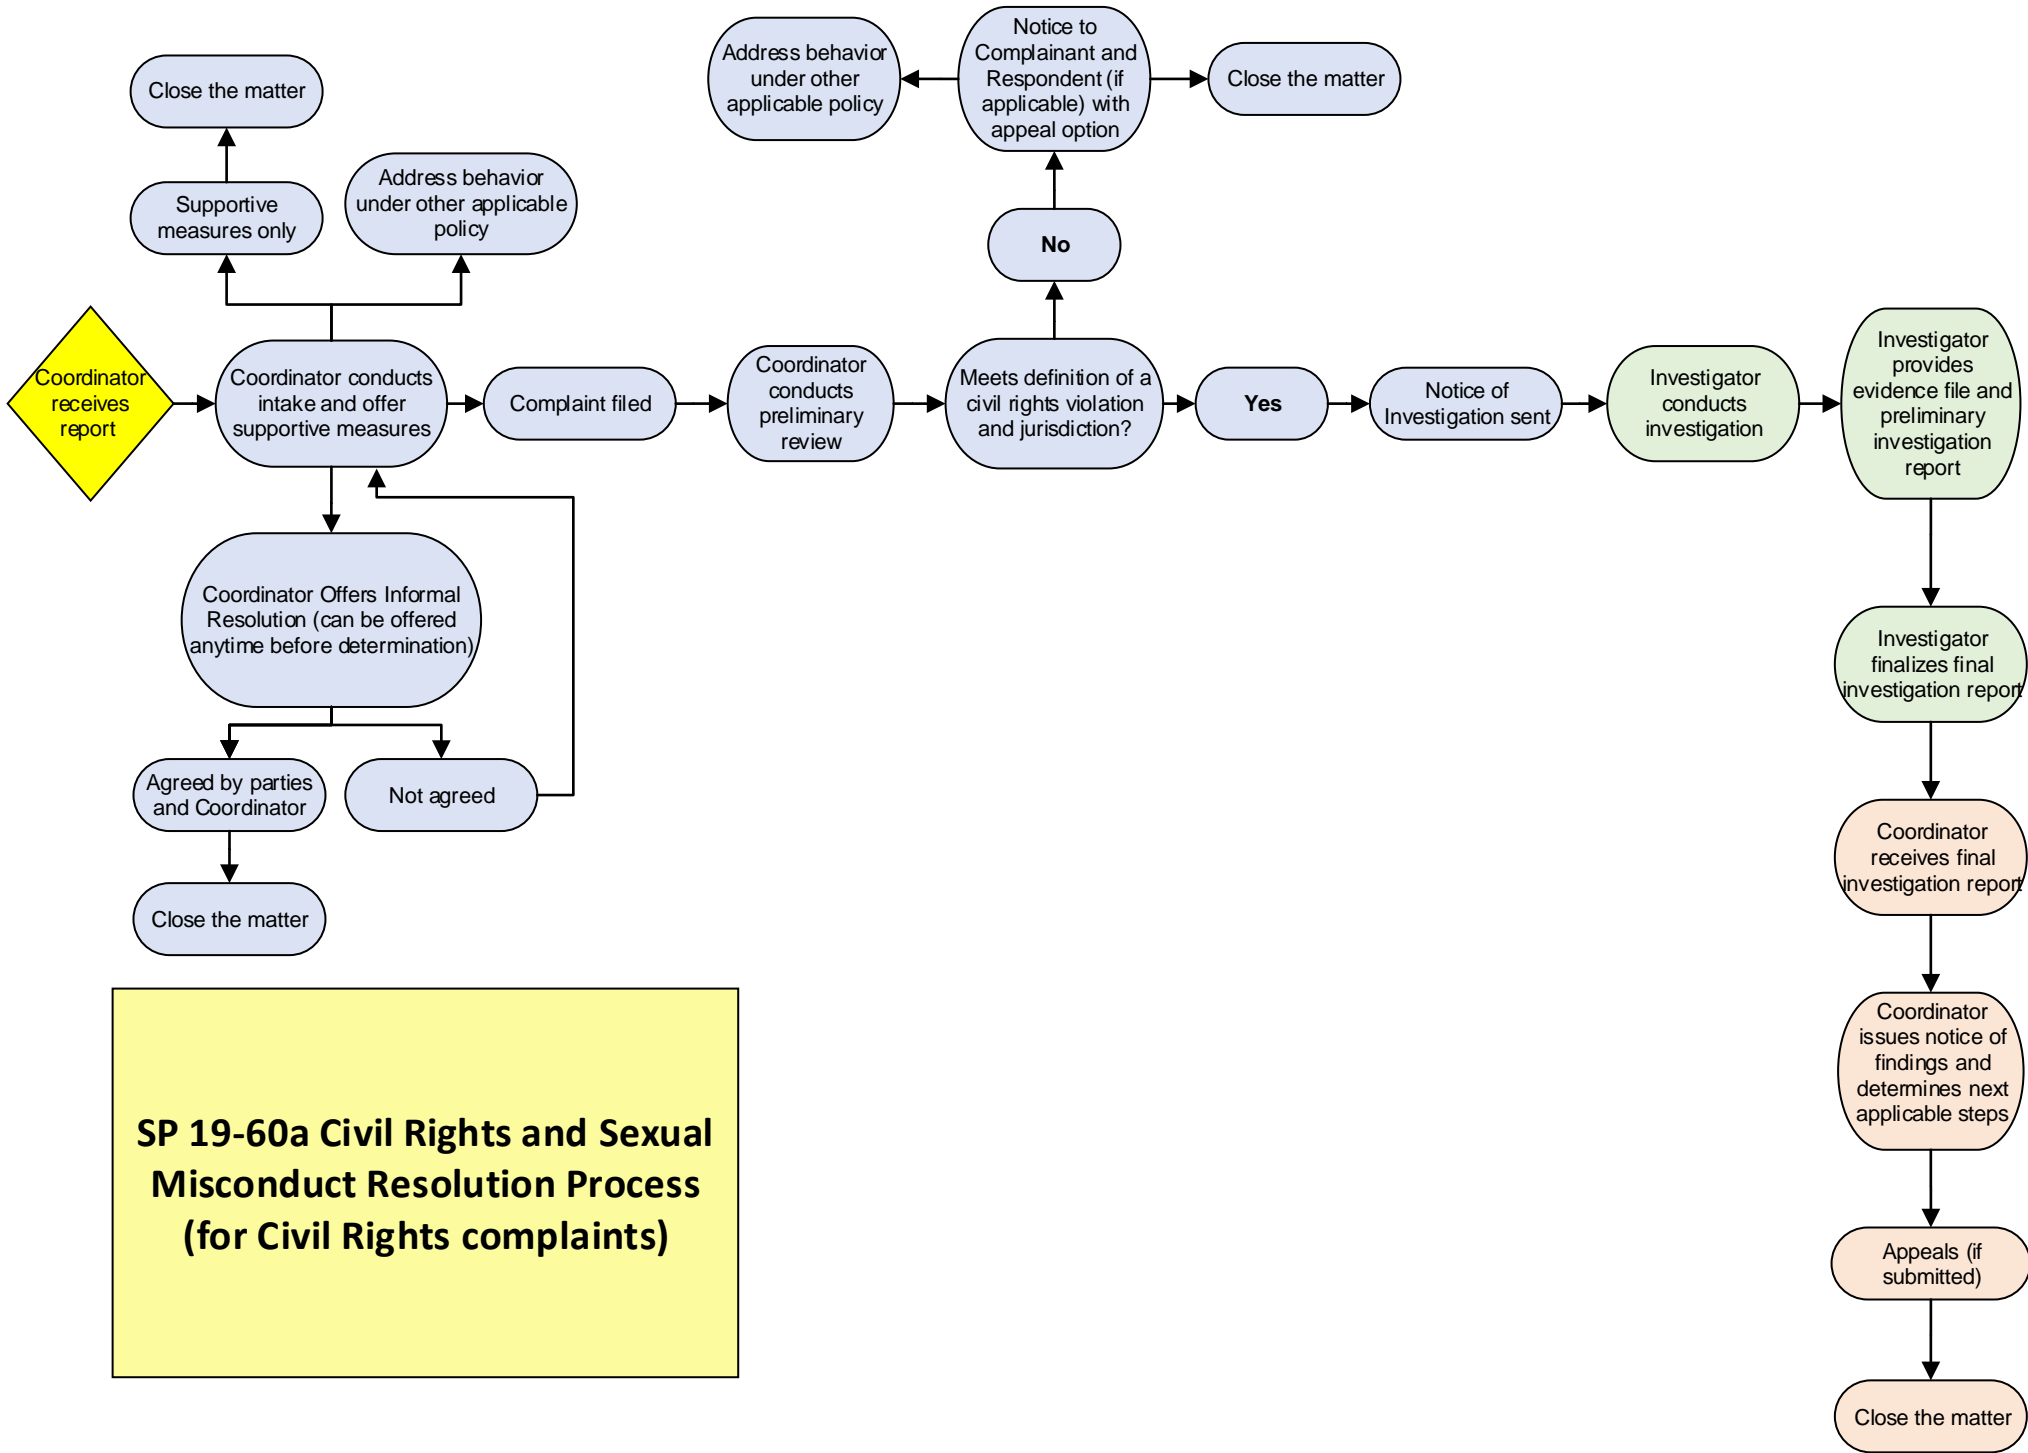 Close the matter
Supportive
measures only
Address behavior
under other applicable
policy
Address behavior
under other
applicable policy
Notice to
Complainant and
Respondent (if
applicable) with
appeal option
Close the matter
No
Coordinator
receives
report
Coordinator conducts
intake and offer
supportive measures
Complaint filed
Coordinator
conducts
preliminary
review
Meets definition of a
civil rights violation
and jurisdiction?
Yes
Notice of
Investigation sent
Investigator
conducts
investigation
Investigator
provides
evidence file and
preliminary
investigation
report
Coordinator Offers Informal
Resolution (can be offered
anytime before determination)
Agreed by parties
and Coordinator
Not agreed
Close the matter
Investigator
finalizes final
investigation report
Coordinator
receives final
investigation report
Coordinator
issues notice of
findings and
determines next
applicable steps
Appeals (if
submitted)
Close the matter
SP 19-60a Civil Rights and Sexual
Misconduct Resolution Process
(for Civil Rights complaints)